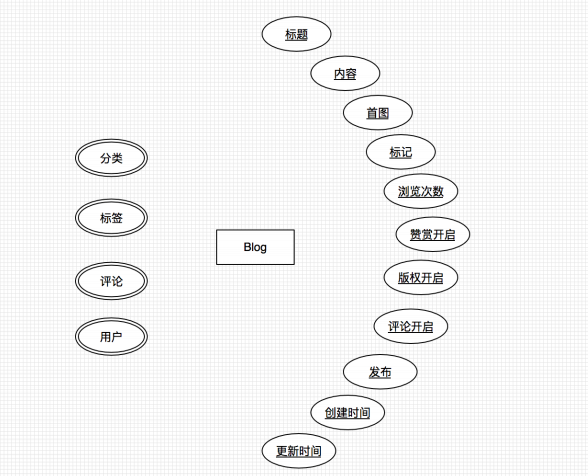 标题
内容
首图
标记
分类
浏览次数
标签
赞赏开启
Blog
版权开启
评论
评论开启
用户
发布
创建时间
更新时间